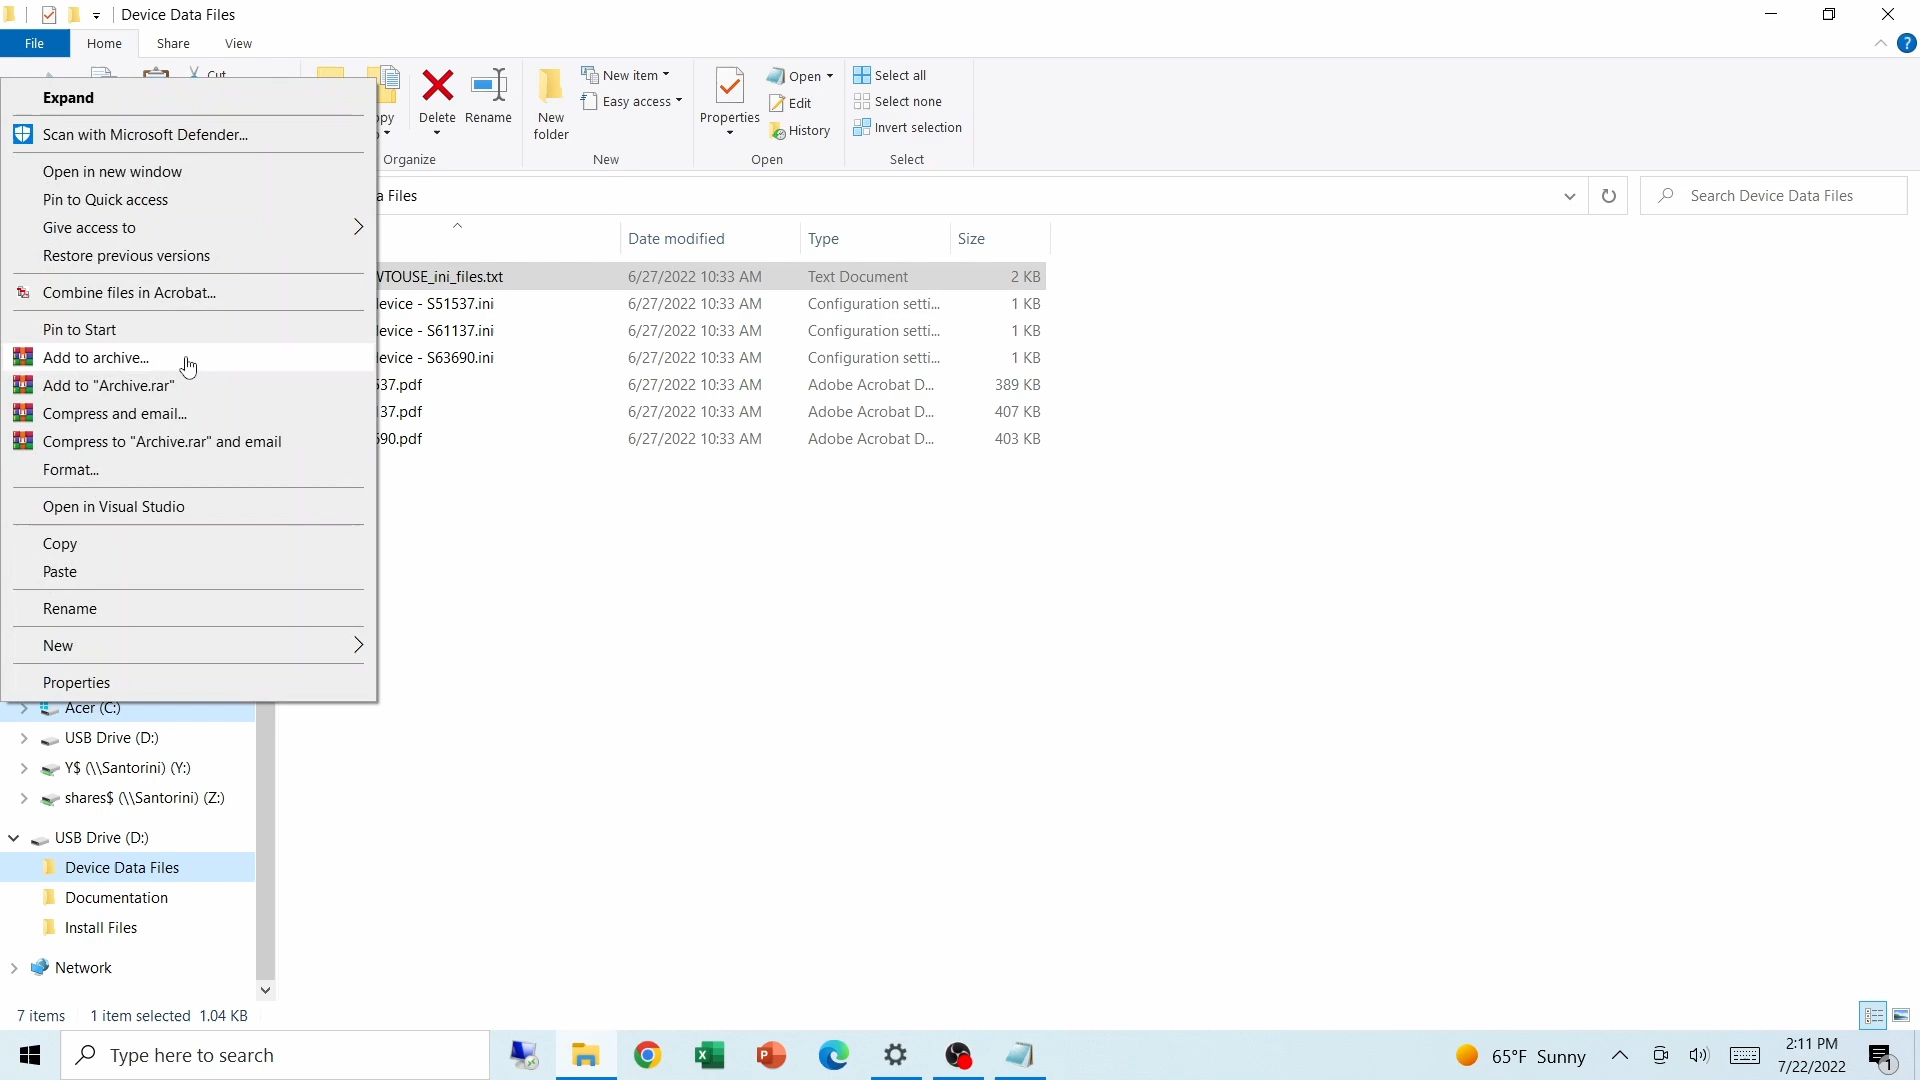 Device Data Files
File Home Share View
Expand
Scan with Microsoft Defender...
Open in new window
Pin to Quick access
Give access to
Restore previous versions
Combine files in Acrobat...
Pin to Start
Add to archive...
Add to "Archive.rar"
Compress and email...
Compress to "Archive.rar" and email
Format...
Open in Visual Studio
Copy
Paste
Rename
New
Properties
Cut
Delete
Rename
Organize
New
folder
New item
Easy access
New
Properties
Open
Edit
History
Open
Select all
Select none
Invert selection
Select
a Files
Search Device Data Files
Date modified Type Size
WTOUSE_ini_files.txt 6/27/2022 10:33 AM Text Document 2 KB
evice - S51537.ini 6/27/2022 10:33 AM Configuration setti... 1 KB
evice - S61137.ini 6/27/2022 10:33 AM Configuration setti... 1 KB
evice - S63690.ini 6/27/2022 10:33 AM Configuration setti... 1 KB
537.pdf 6/27/2022 10:33 AM Adobe Acrobat D... 389 KB
137.pdf 6/27/2022 10:33 AM Adobe Acrobat D... 407 KB
690.pdf 6/27/2022 10:33 AM Adobe Acrobat D... 403 KB
Acer (C:)
USB Drive (D:)
Y$ (\\Santorini) (Y:)
shares$ (\\Santorini) (Z:)
USB Drive (D:)
Device Data Files
Documentation
Install Files
Network
7 items 1 item selected 1.04 KB
Type here to search
65°F Sunny
2:11 PM
7/22/2022
1